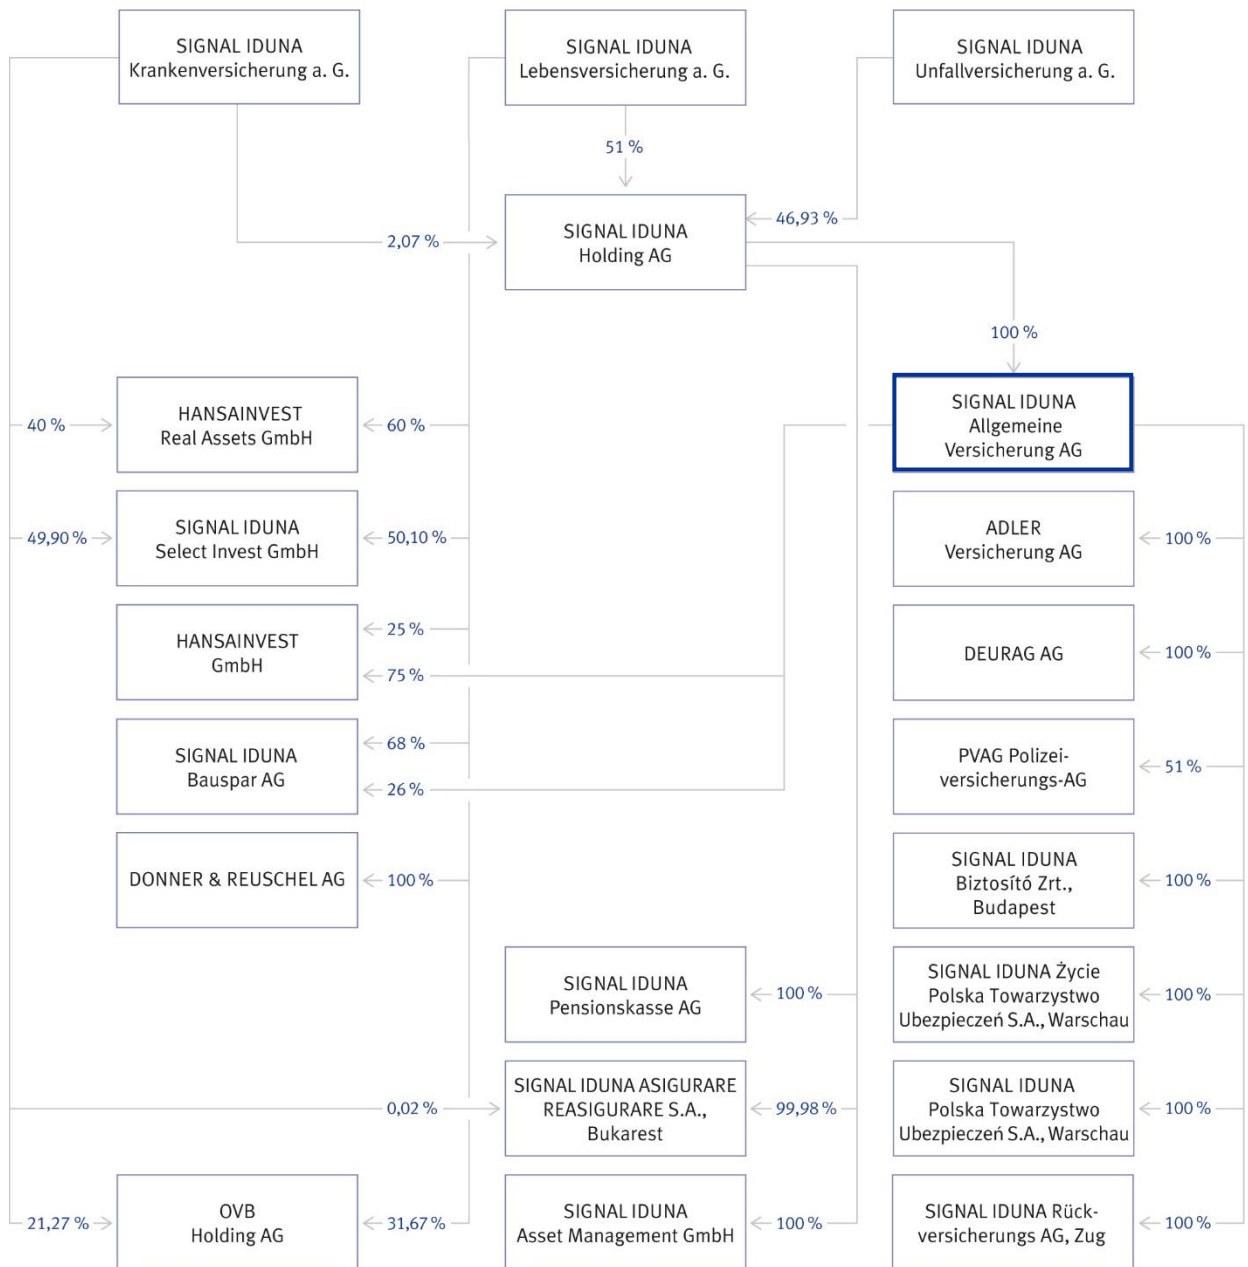 SIGNAL IDUNA
Krankenversicherung a. G.
SIGNAL IDUNA
Lebensversicherung a. G.
SIGNAL IDUNA
Unfallversicherung a. G.
51 %
SIGNAL IDUNA
Holding AG
46,93 %
2,07 %
100 %
40 %
HANSAINVEST
Real Assets GmbH
60 %
SIGNAL IDUNA
Allgemeine
Versicherung AG
49,90 %
SIGNAL IDUNA
Select Invest GmbH
50,10 %
ADLER
Versicherung AG
100 %
HANSAINVEST
GmbH
25 %
75 %
DEURAG AG
100 %
SIGNAL IDUNA
Bauspar AG
68 %
26 %
PVAG Polizei-
versicherungs-AG
51 %
DONNER & REUSCHEL AG
100 %
SIGNAL IDUNA
Biztosító Zrt.,
Budapest
100 %
SIGNAL IDUNA
Pensionskasse AG
100 %
SIGNAL IDUNA Życie
Polska Towarzystwo
Ubezpieczeń S.A., Warschau
100 %
0,02 %
SIGNAL IDUNA ASIGURARE
REASIGURARE S.A.,
Bukarest
99,98 %
SIGNAL IDUNA
Polska Towarzystwo
Ubezpieczeń S.A., Warschau
100 %
21,27 %
OVB
Holding AG
31,67 %
SIGNAL IDUNA
Asset Management GmbH
100 %
SIGNAL IDUNA Rück-
versicherungs AG, Zug
100 %